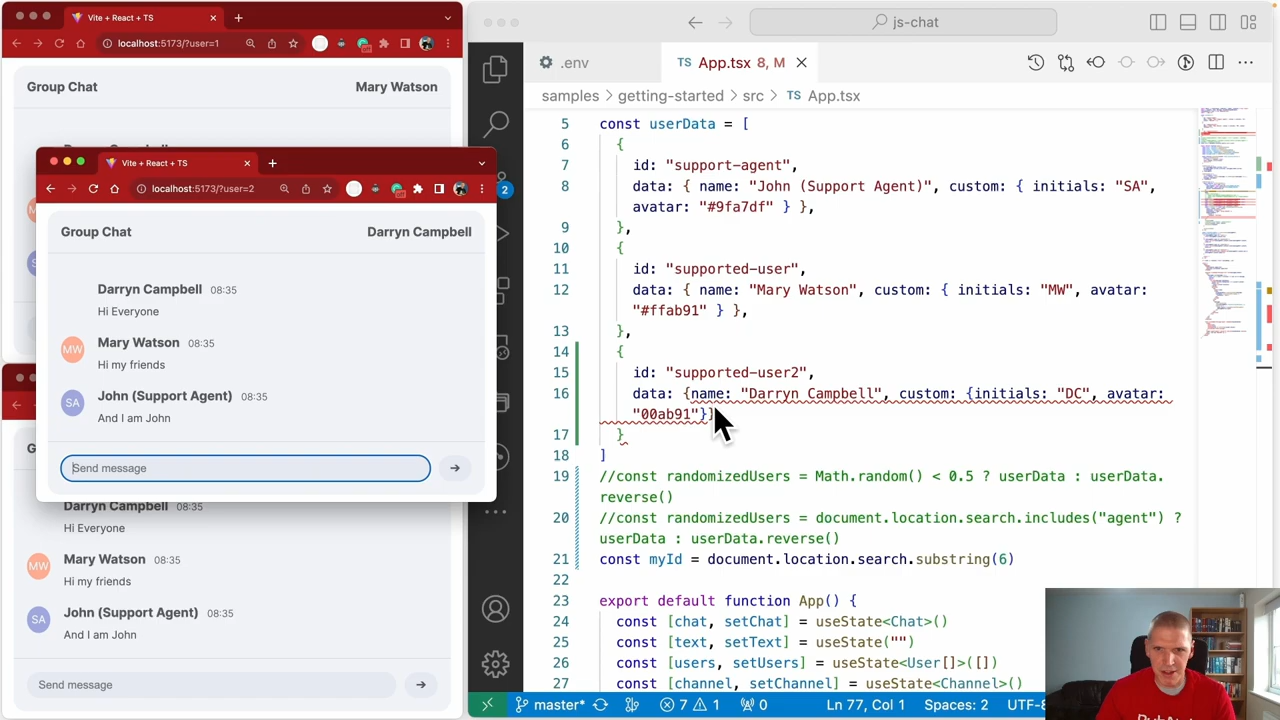 Vite + React + TS
localhost:5173/?user=1
Group Chat
Mary Watson
Vite + React + TS
localhost:5173/?user=2
Group Chat
Darryn Campbell
Darryn Campbell 08:35
Hi Everyone
MW
Mary Watson 08:35
Hi my friends
SA
John (Support Agent) 08:35
And I am John
Send message
Darryn Campbell 08:35
Hi Everyone
MW
Mary Watson 08:35
Hi my friends
SA
John (Support Agent) 08:35
And I am John
Send message
js-chat
.env
TS App.tsx 8, M
samples > getting-started > src > TS App.tsx
2
5 const userData = [
6 {
7 id: "support-agent",
8 data: { name: "John (Support Agent)", custom: { initials: "SA",
avatar: "#9fa7df" } },
9 },
10 {
11 id: "supported-user",
12 data: { name: "Mary Watson", custom: { initials: "MW", avatar:
"#ffab91" } },
13 },
14 {
15 id: "supported-user2",
16 data: {name: "Darryn Campbell", custom: {initials: "DC", avatar:
"00ab91"}}
17 }
18 ]
19 //const randomizedUsers = Math.random() < 0.5 ? userData : userData.
reverse()
20 //const randomizedUsers = document.location.search.includes("agent") ?
userData : userData.reverse()
21 const myId = document.location.search.substring(6)
22
23 export default function App() {
24 const [chat, setChat] = useState<Chat>()
25 const [text, setText] = useState("")
26 const [users, setUsers] = useState<User[]>([])
27 const [channel, setChannel] = useState<Channel>()
master* 7 1 0 Ln 77, Col 1 Spaces: 2